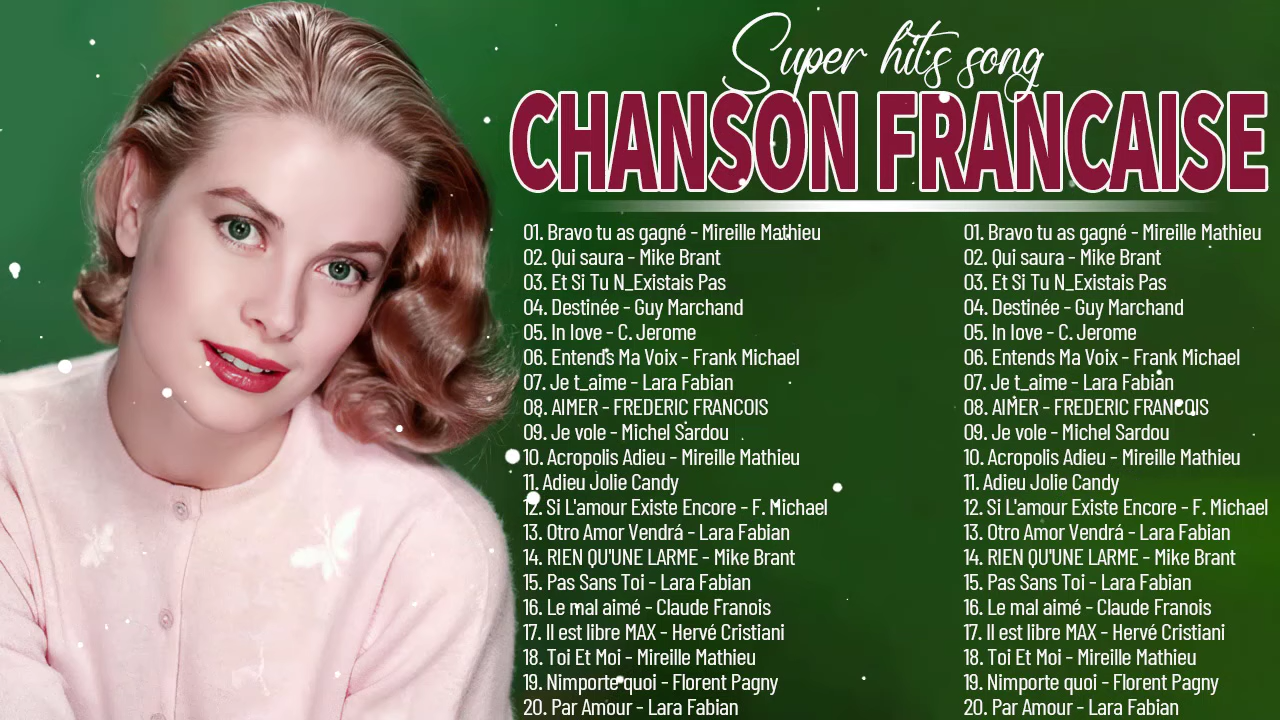 Super hits song
CHANSON FRANCAISE
01. Bravo tu as gagné - Mireille Mathieu
02. Qui saura - Mike Brant
03. Et Si Tu N_Existais Pas
04. Destinée - Guy Marchand
05. In love - C. Jerome
06. Entends Ma Voix - Frank Michael
07. Je t_aime - Lara Fabian
08. AIMER - FREDERIC FRANCOIS
09. Je vole - Michel Sardou
10. Acropolis Adieu - Mireille Mathieu
11. Adieu Jolie Candy
12. Si L'amour Existe Encore - F. Michael
13. Otro Amor Vendrá - Lara Fabian
14. RIEN QU'UNE LARME - Mike Brant
15. Pas Sans Toi - Lara Fabian
16. Le mal aimé - Claude Franois
17. Il est libre MAX - Hervé Cristiani
18. Toi Et Moi - Mireille Mathieu
19. Nimporte quoi - Florent Pagny
20. Par Amour - Lara Fabian
01. Bravo tu as gagné - Mireille Mathieu
02. Qui saura - Mike Brant
03. Et Si Tu N_Existais Pas
04. Destinée - Guy Marchand
05. In love - C. Jerome
06. Entends Ma Voix - Frank Michael
07. Je t_aime - Lara Fabian
08. AIMER - FREDERIC FRANCOIS
09. Je vole - Michel Sardou
10. Acropolis Adieu - Mireille Mathieu
11. Adieu Jolie Candy
12. Si L'amour Existe Encore - F. Michael
13. Otro Amor Vendrá - Lara Fabian
14. RIEN QU'UNE LARME - Mike Brant
15. Pas Sans Toi - Lara Fabian
16. Le mal aimé - Claude Franois
17. Il est libre MAX - Hervé Cristiani
18. Toi Et Moi - Mireille Mathieu
19. Nimporte quoi - Florent Pagny
20. Par Amour - Lara Fabian